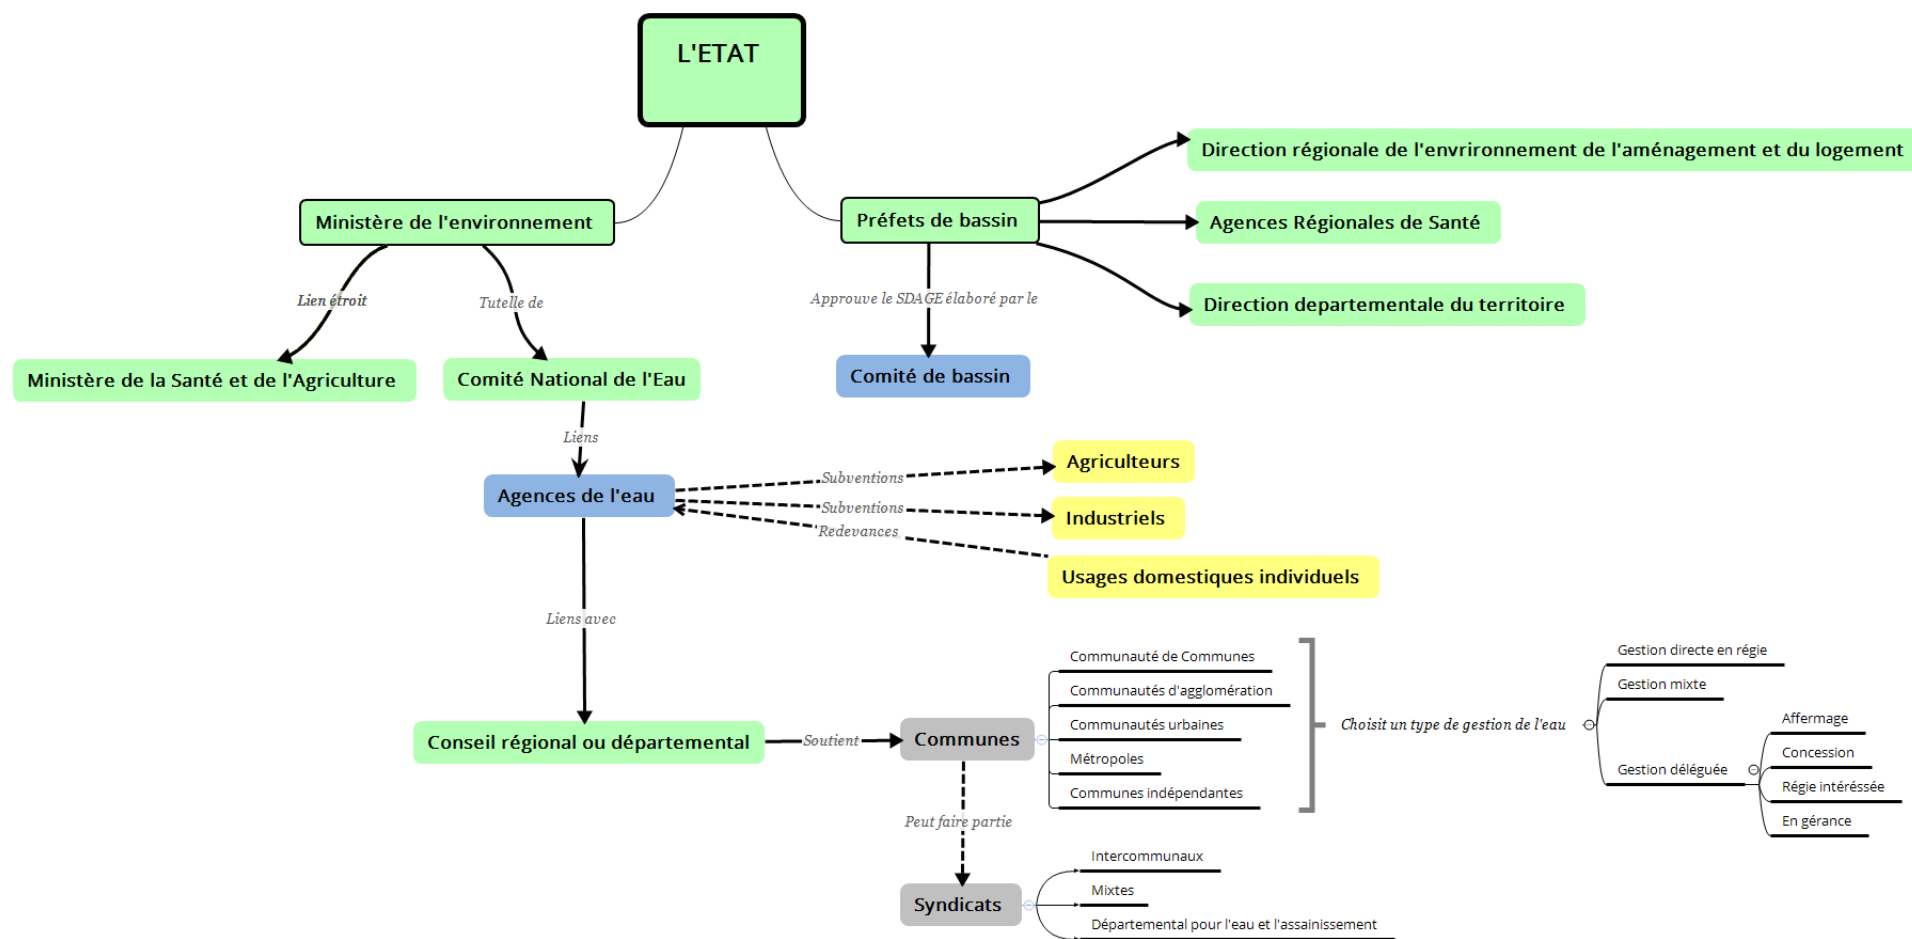 L'ETAT
Direction régionale de l'envrironnement de l'aménagement et du logement
Ministère de l'environnement
Préfets de bassin
Agences Régionales de Santé
Lien étroit
Tutelle de
Approuve le SDAGE élaboré par le
Direction departementale du territoire
Ministère de la Santé et de l'Agriculture
Comité National de l'Eau
Comité de bassin
Liens
Agriculteurs
Subventions
Agences de l'eau
Subventions
Industriels
Redevances
Usages domestiques individuels
Liens avec
Communauté de Communes
Communautés d'agglomération
Communautés urbaines
Métropoles
Communes indépendantes
Choisit un type de gestion de l'eau
Gestion directe en régie
Gestion mixte
Gestion déléguée
Affermage
Concession
Régie intéréssée
En gérance
Conseil régional ou départemental
Soutient
Communes
Peut faire partie
Syndicats
Intercommunaux
Mixtes
Départemental pour l'eau et l'assainissement